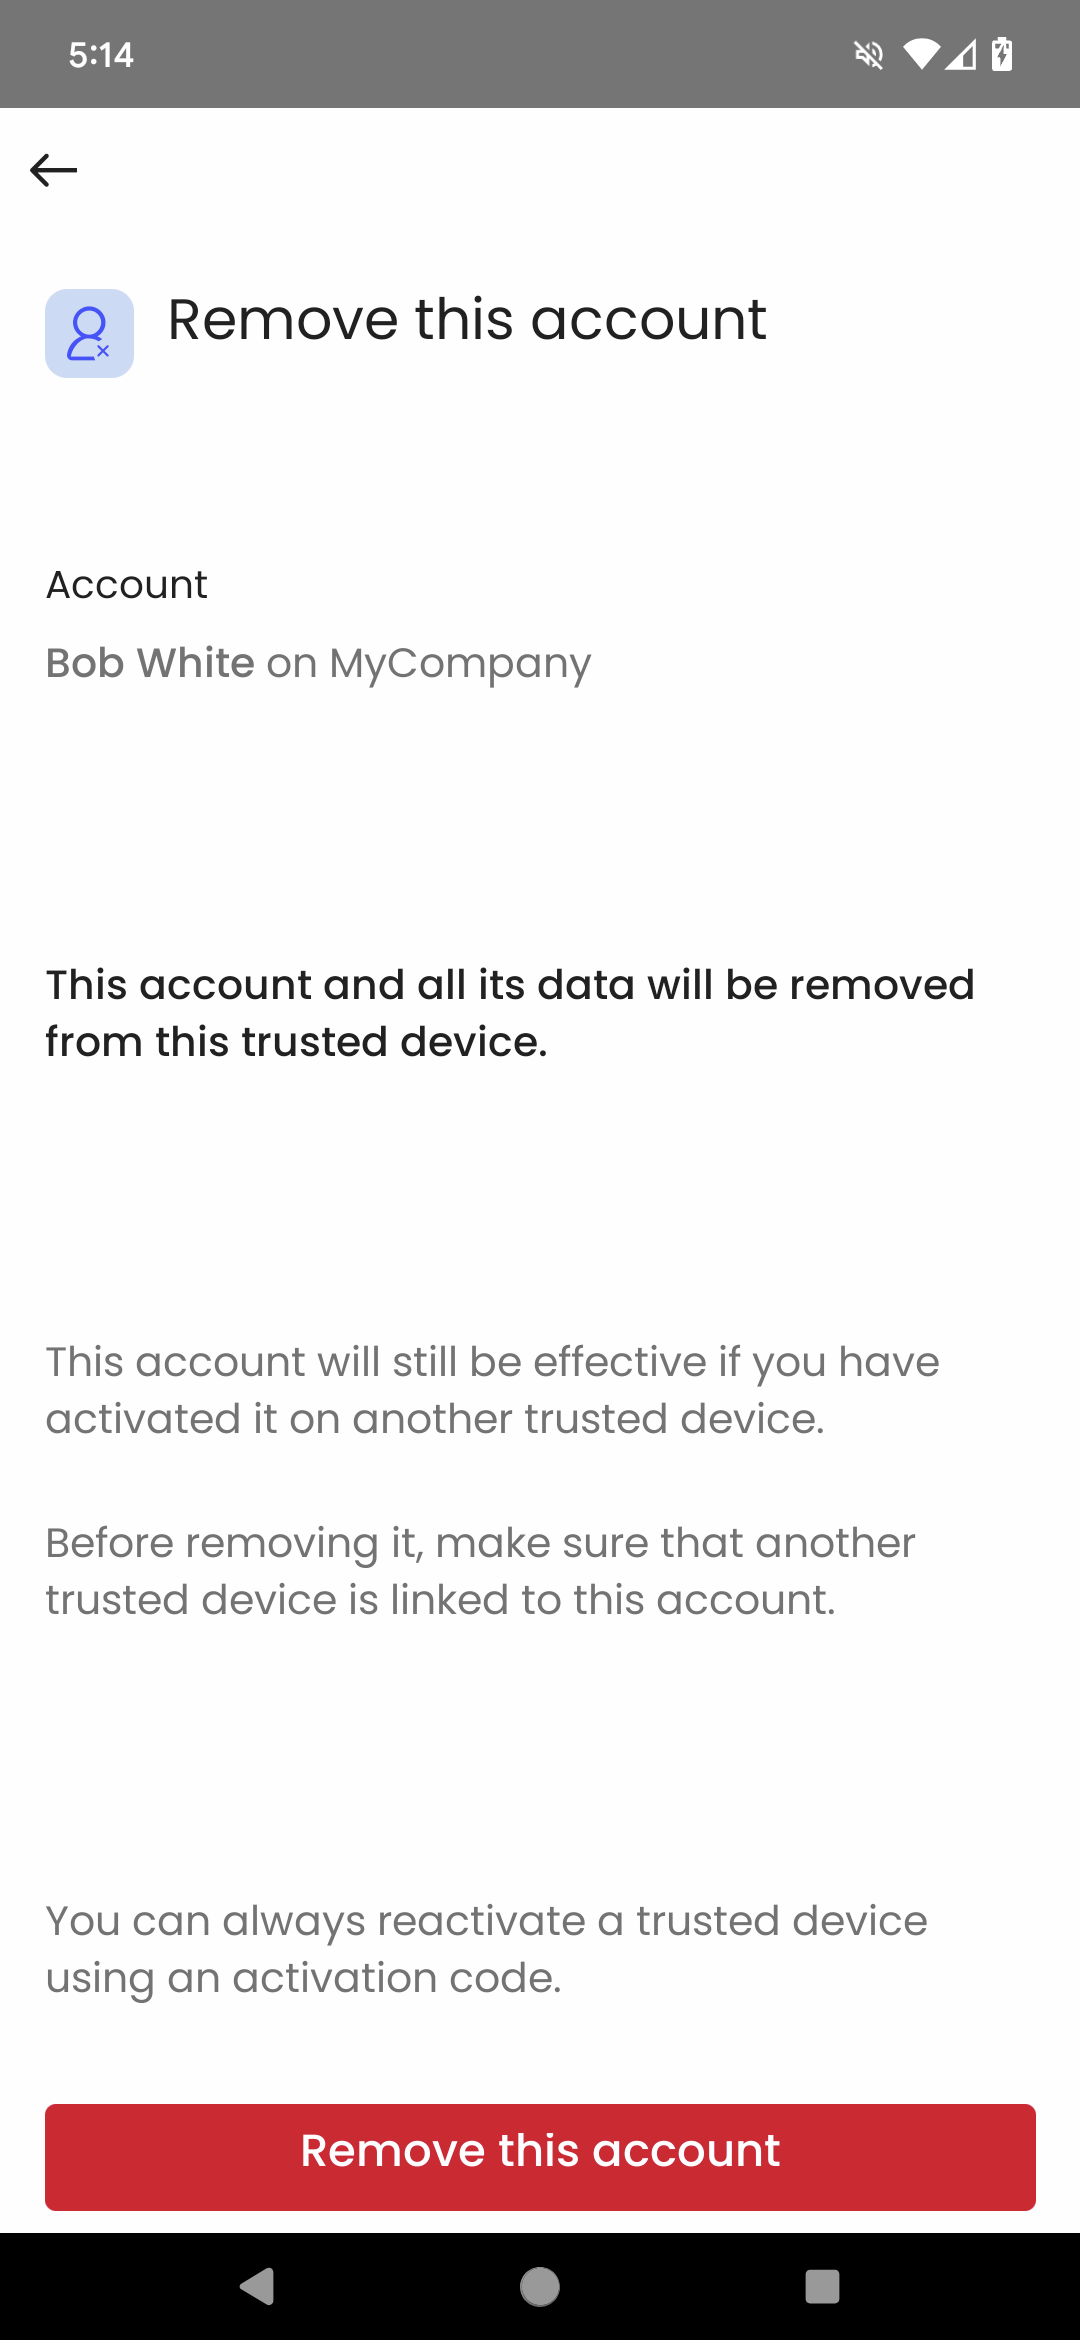 5:14
Remove this account
Account
Bob White on MyCompany
This account and all its data will be removed
from this trusted device.
This account will still be effective if you have
activated it on another trusted device.
Before removing it, make sure that another
trusted device is linked to this account.
You can always reactivate a trusted device
using an activation code.
Remove this account